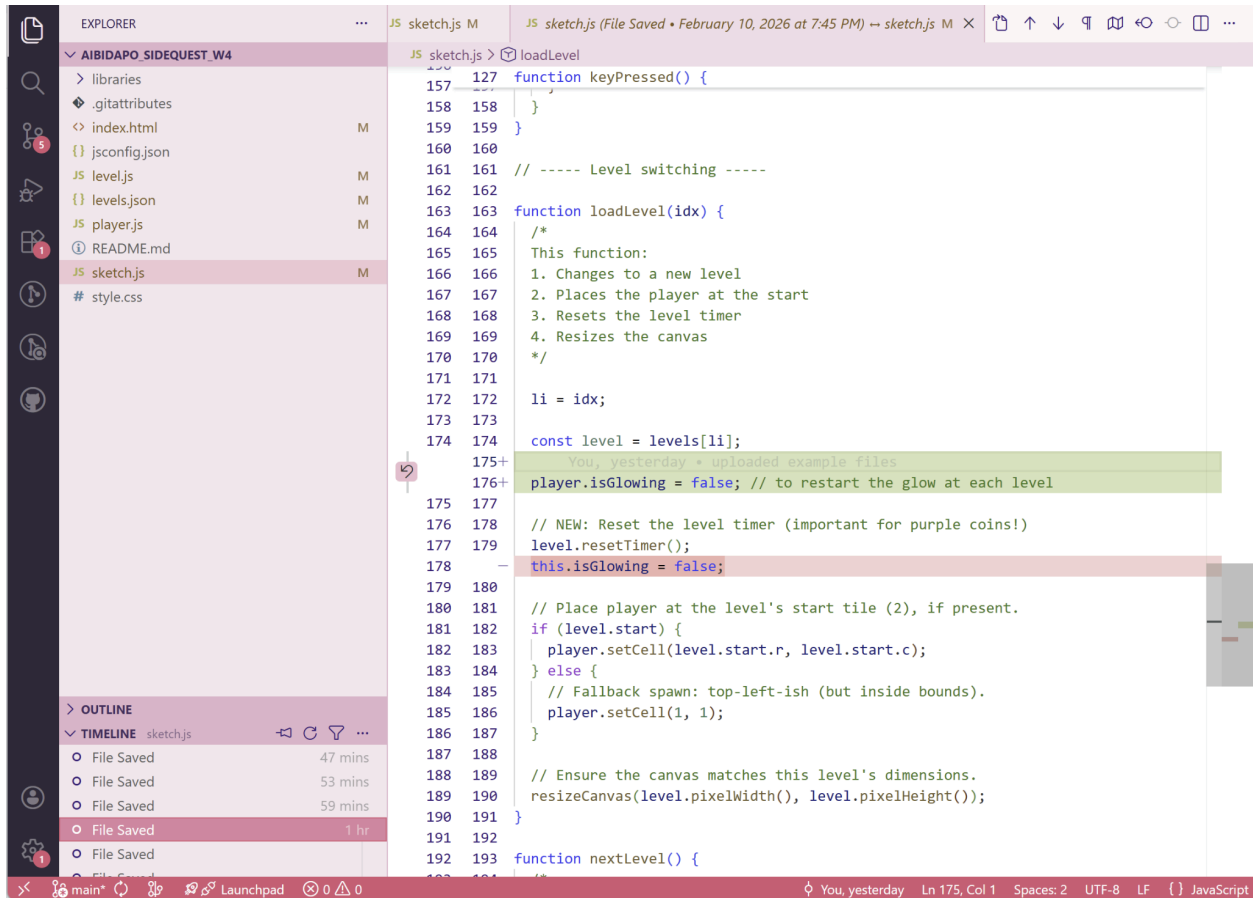 EXPLORER ...
AIBIDAPO_SIDEQUEST_W4
libraries
.gitattributes
<> index.html M
{} jsconfig.json
JS level.js M
{} levels.json M
JS player.js M
README.md
JS sketch.js M
# style.css
OUTLINE
TIMELINE sketch.js ...
File Saved 47 mins
File Saved 53 mins
File Saved 59 mins
File Saved 1 hr
File Saved
5
1
1
JS sketch.js M
JS sketch.js (File Saved • February 10, 2026 at 7:45 PM) ↔ sketch.js M ×
JS sketch.js > loadLevel
127 function keyPressed() {
157
158 158 }
159 159 }
160 160
161 161 // ----- Level switching -----
162 162
163 163 function loadLevel(idx) {
164 164 /*
165 165 This function:
166 166 1. Changes to a new level
167 167 2. Places the player at the start
168 168 3. Resets the level timer
169 169 4. Resizes the canvas
170 170 */
171 171
172 172 li = idx;
173 173
174 174 const level = levels[li];
175+ You, yesterday • uploaded example files
176+ player.isGlowing = false; // to restart the glow at each level
175 177
176 178 // NEW: Reset the level timer (important for purple coins!)
177 179 level.resetTimer();
178 − this.isGlowing = false;
179 180
180 181 // Place player at the level's start tile (2), if present.
181 182 if (level.start) {
182 183 player.setCell(level.start.r, level.start.c);
183 184 } else {
184 185 // Fallback spawn: top-left-ish (but inside bounds).
185 186 player.setCell(1, 1);
186 187 }
187 188
188 189 // Ensure the canvas matches this level's dimensions.
189 190 resizeCanvas(level.pixelWidth(), level.pixelHeight());
190 191 }
191 192
192 193 function nextLevel() {
main* Launchpad 0 0 You, yesterday Ln 175, Col 1 Spaces: 2 UTF-8 LF {} JavaScript